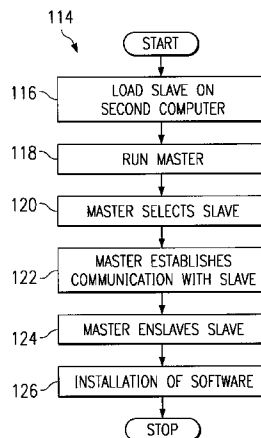 114
START
116
LOAD SLAVE ON
SECOND COMPUTER
118
RUN MASTER
120
MASTER SELECTS SLAVE
122
MASTER ESTABLISHES
COMMUNICATION WITH SLAVE
124
MASTER ENSLAVES SLAVE
126
INSTALLATION OF SOFTWARE
STOP